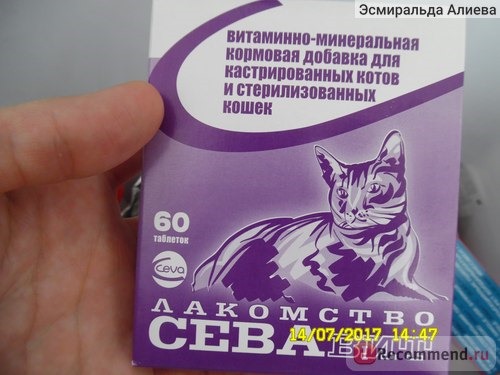 Эсмиральда Алиева
витаминно-минеральная
кормовая добавка для
кастрированных котов
и стерилизованных
кошек
60
таблеток
Ceva
ЛАКОМСТВО
СЕВАВИТ
14/07/2017 14:47
iRecommend.ru